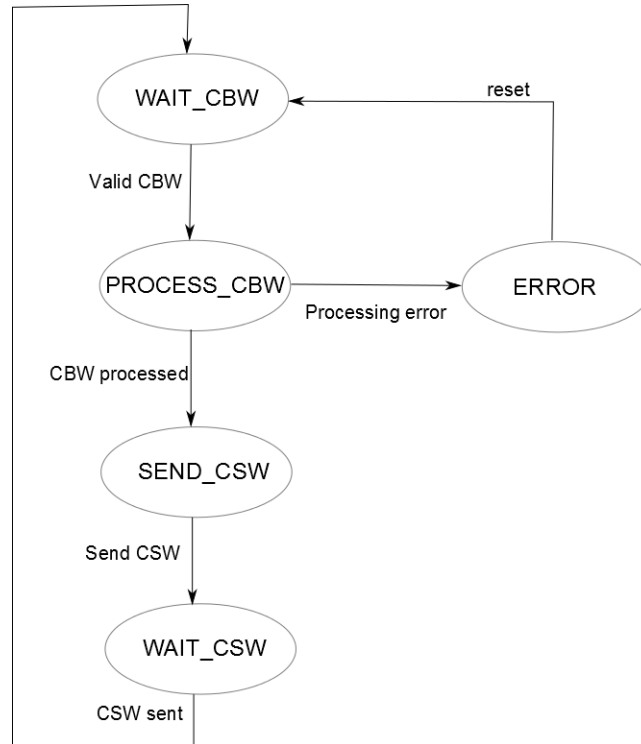 WAIT_CBW
reset
Valid CBW
PROCESS_CBW
ERROR
Processing error
CBW processed
SEND_CSW
Send CSW
WAIT_CSW
CSW sent